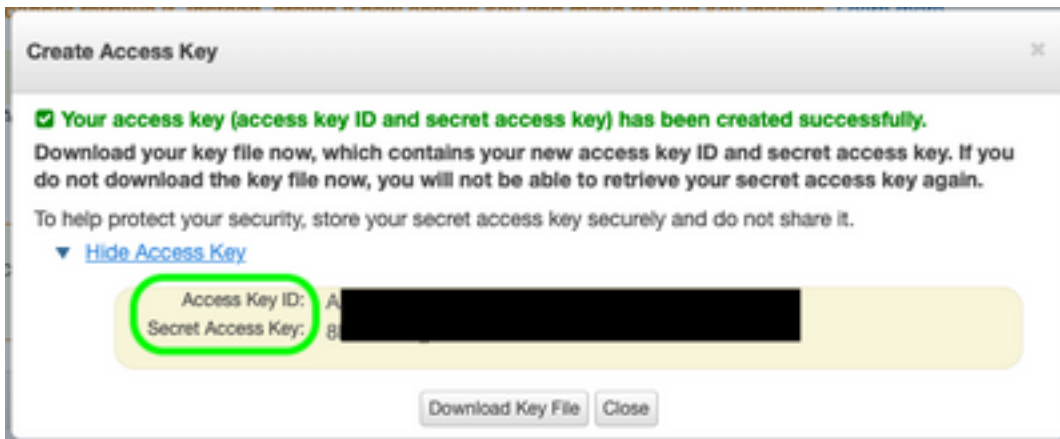 Create Access Key
Your access key (access key ID and secret access key) has been created successfully.
Download your key file now, which contains your new access key ID and secret access key. If you
do not download the key file now, you will not be able to retrieve your secret access key again.
To help protect your security, store your secret access key securely and do not share it.
Hide Access Key
Access Key ID: A
Secret Access Key: 8
Download Key File Close